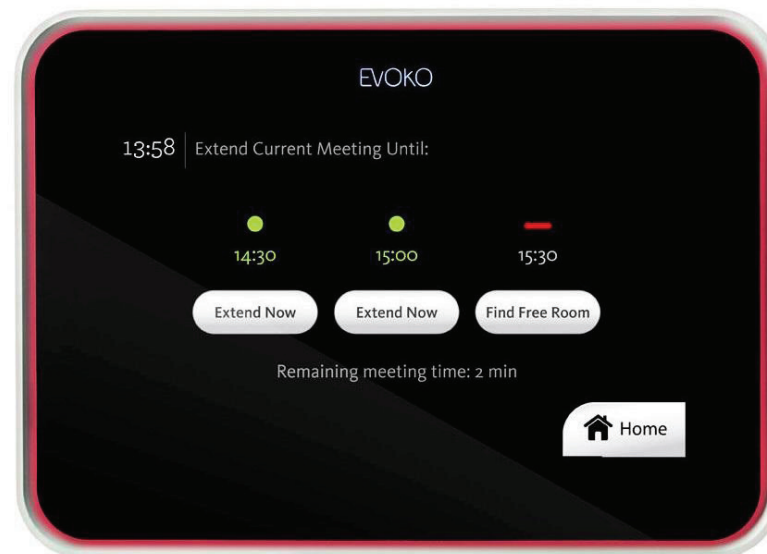 EVOKO
13:58 Extend Current Meeting Until:
14:30 15:00 15:30
Extend Now Extend Now Find Free Room
Remaining meeting time: 2 min
Home